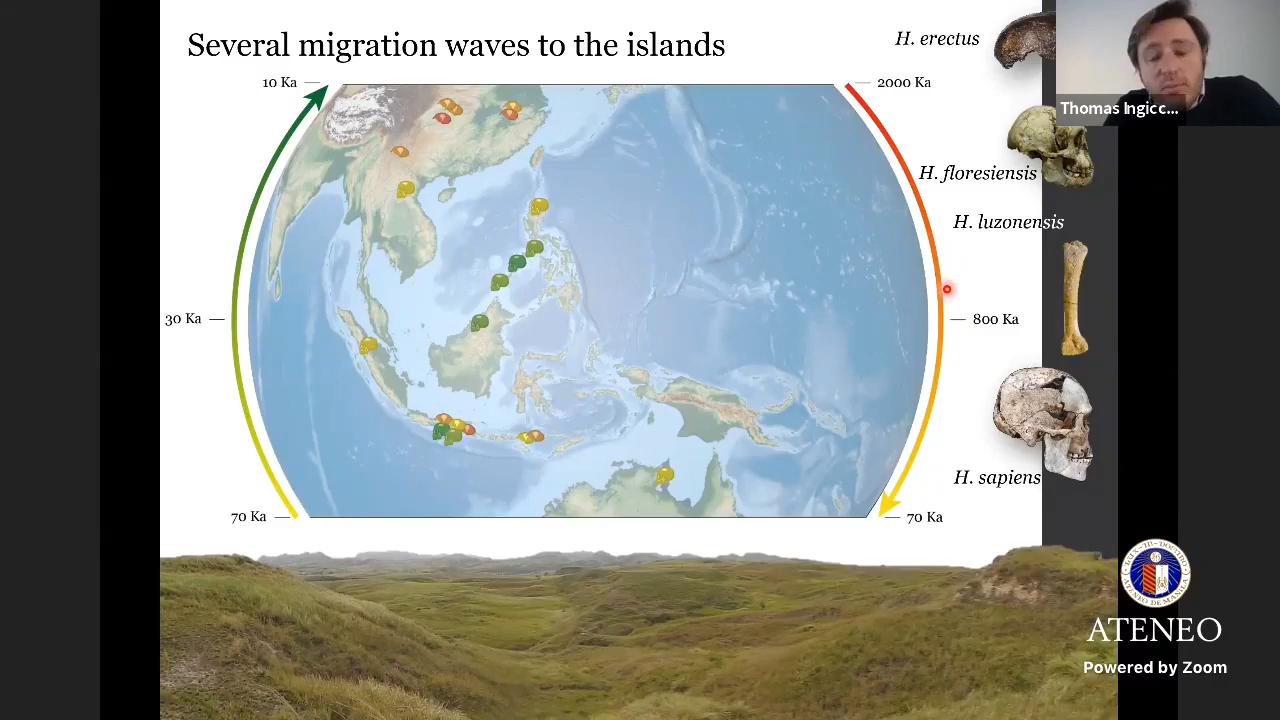 Several migration waves to the islands
H. erectus
Thomas Ingicc...
10 Ka
2000 Ka
H. floresiensis
H. luzonensis
30 Ka
800 Ka
H. sapiens
70 Ka
70 Ka
ATENEO
Powered by Zoom